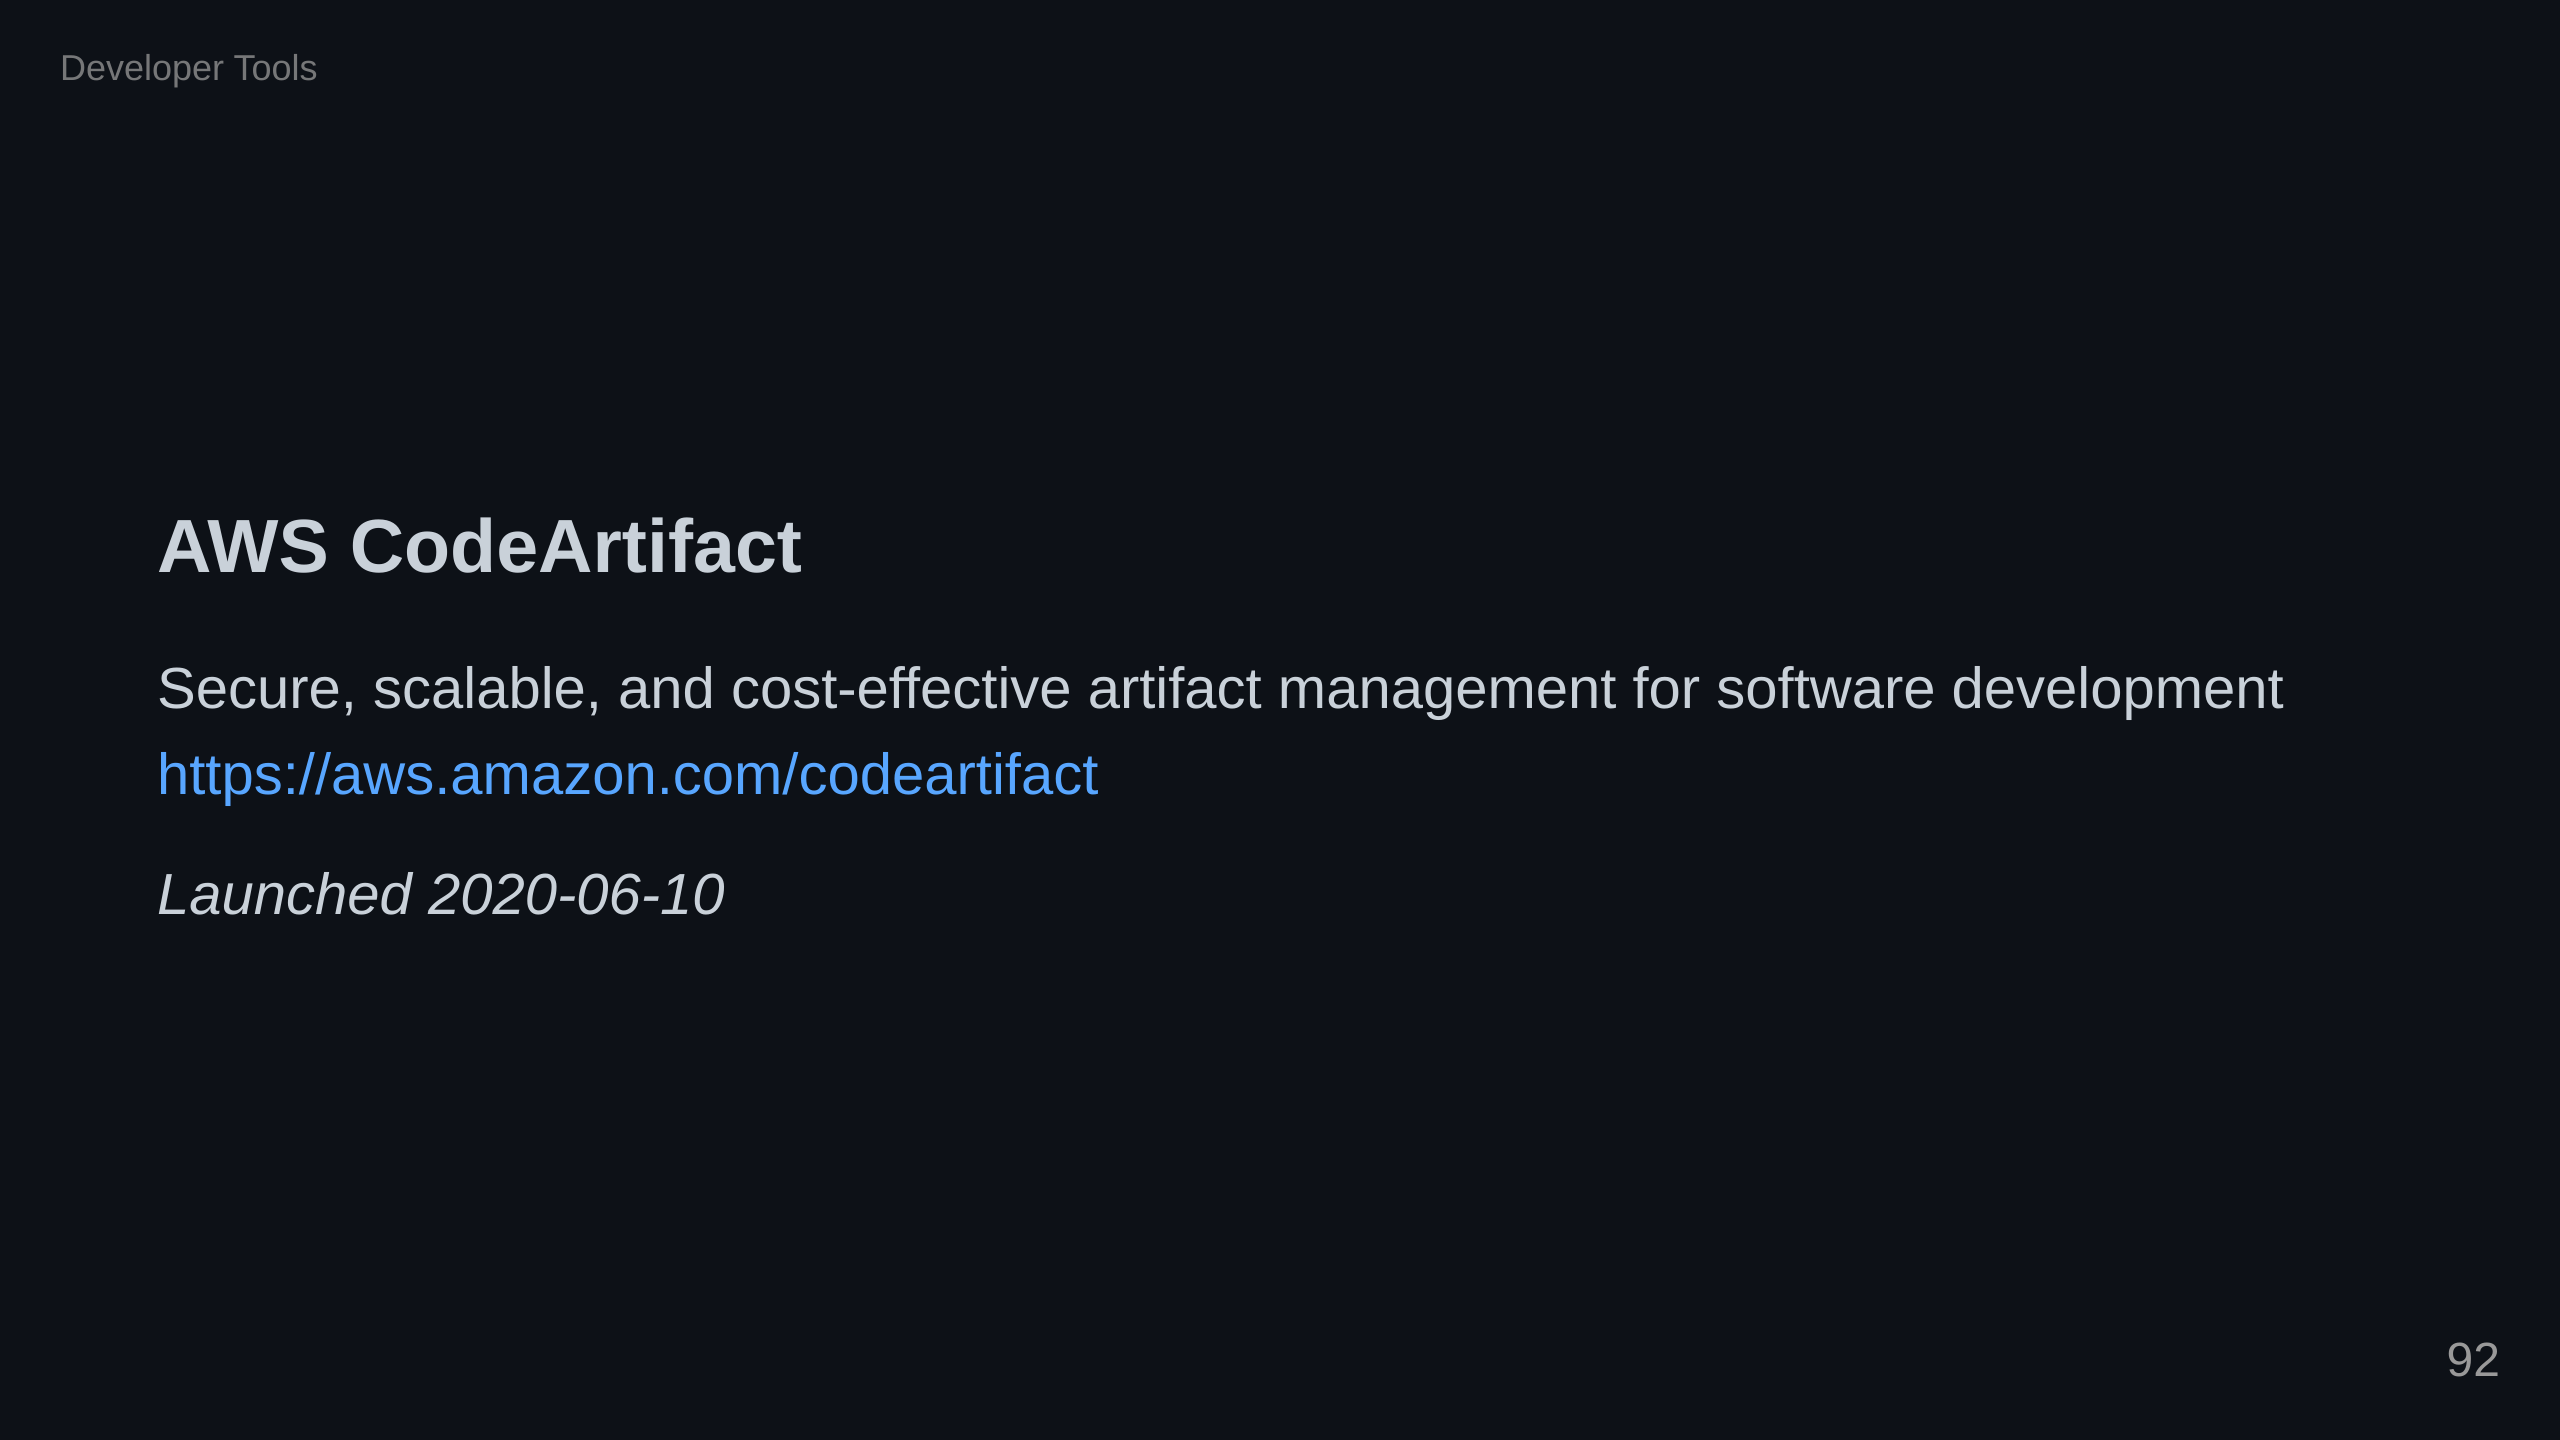 Developer Tools
AWS CodeArtifact
Secure, scalable, and cost-effective artifact management for software development
https://aws.amazon.com/codeartifact
Launched 2020-06-10
92